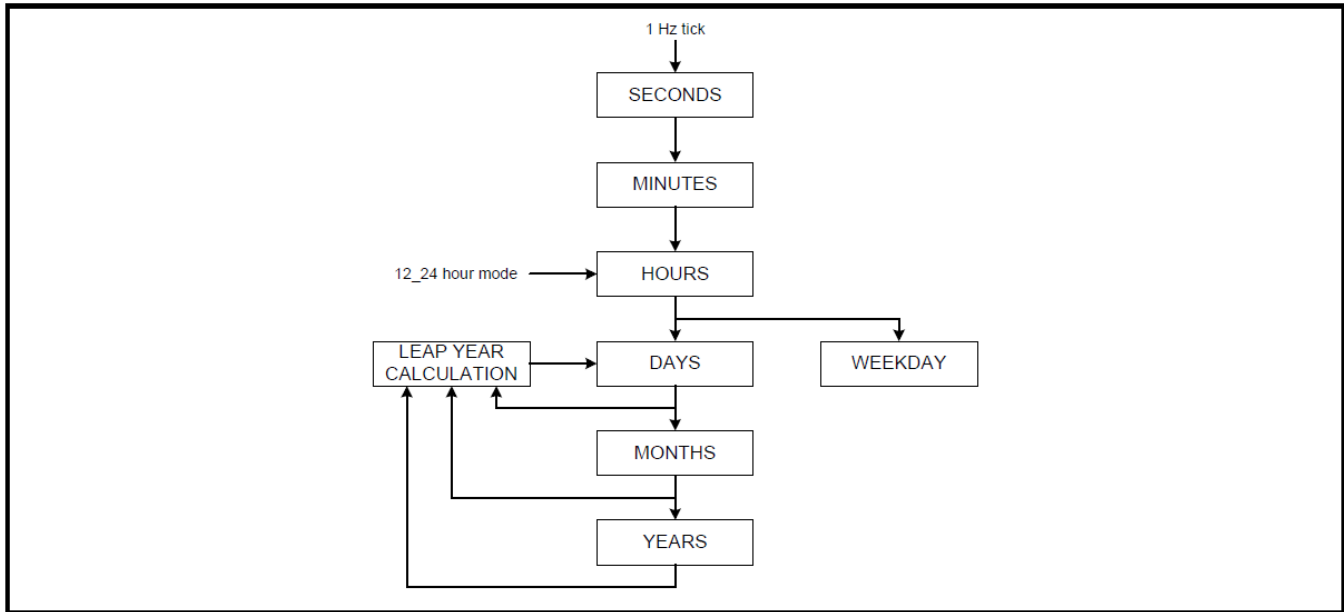 1 Hz tick
SECONDS
MINUTES
12_24 hour mode
HOURS
LEAP YEAR
CALCULATION
DAYS
WEEKDAY
MONTHS
YEARS